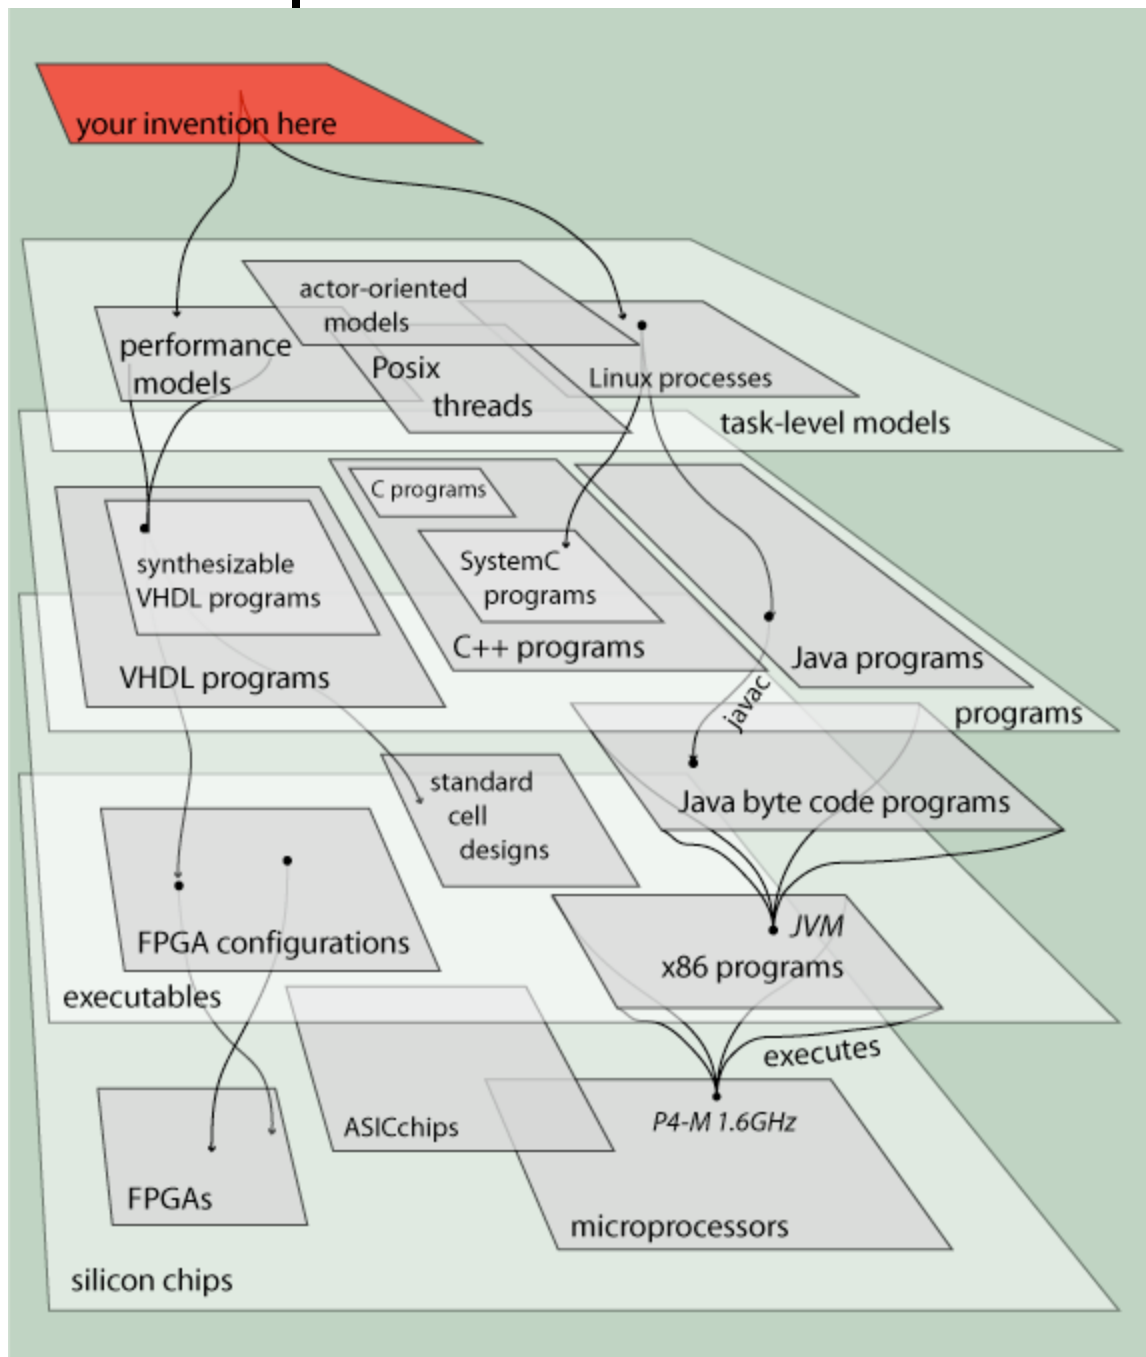 your invention here
actor-oriented
models
performance
models
Posix
threads
Linux processes
task-level models
C programs
synthesizable
VHDL programs
SystemC
programs
C++ programs
VHDL programs
Java programs
programs
javac
standard
cell
designs
Java byte code programs
JVM
FPGA configurations
x86 programs
executables
executes
ASICchips
P4-M 1.6GHz
FPGAs
microprocessors
silicon chips